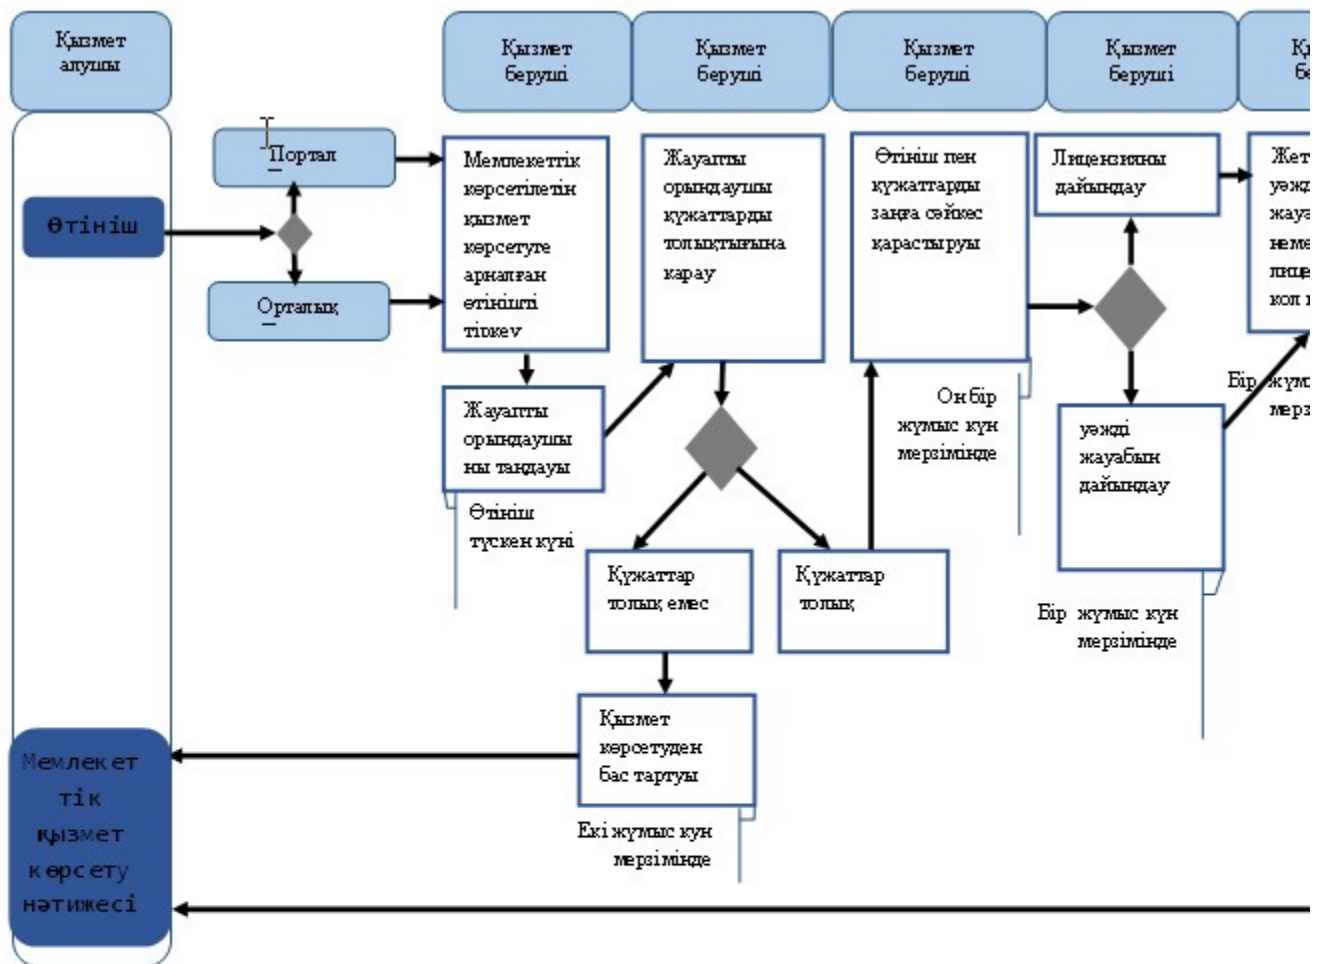 Қызмет
алушы
Қызмет
беруші
Қызмет
беруші
Қызмет
беруші
Қызмет
беруші
Өтініш
Портал
Орталық
Мемлекеттік
көрсетілетін
қызмет
көрсетуге
арналған
өтінішті
тіркеу
Жауапты
орындаушы
ны таңдауы
Өтініш
түскен күні
Жауапты
орындаушы
құжаттарды
толықтығына
қарау
Құжаттар
толық емес
Құжаттар
толық
Қызмет
көрсетуден
бас тартуы
Екі жұмыс күн
мерзімінде
Өтініш пен
құжаттарды
заңға сәйкес
қарастыруы
Он бір
жұмыс күн
мерзімінде
Лицензияны
дайындау
уәжді
жауабын
дайындау
Бір жұмыс күн
мерзімінде
Бір
Мемлекет
тік
қызмет
көрсету
нәтижесі